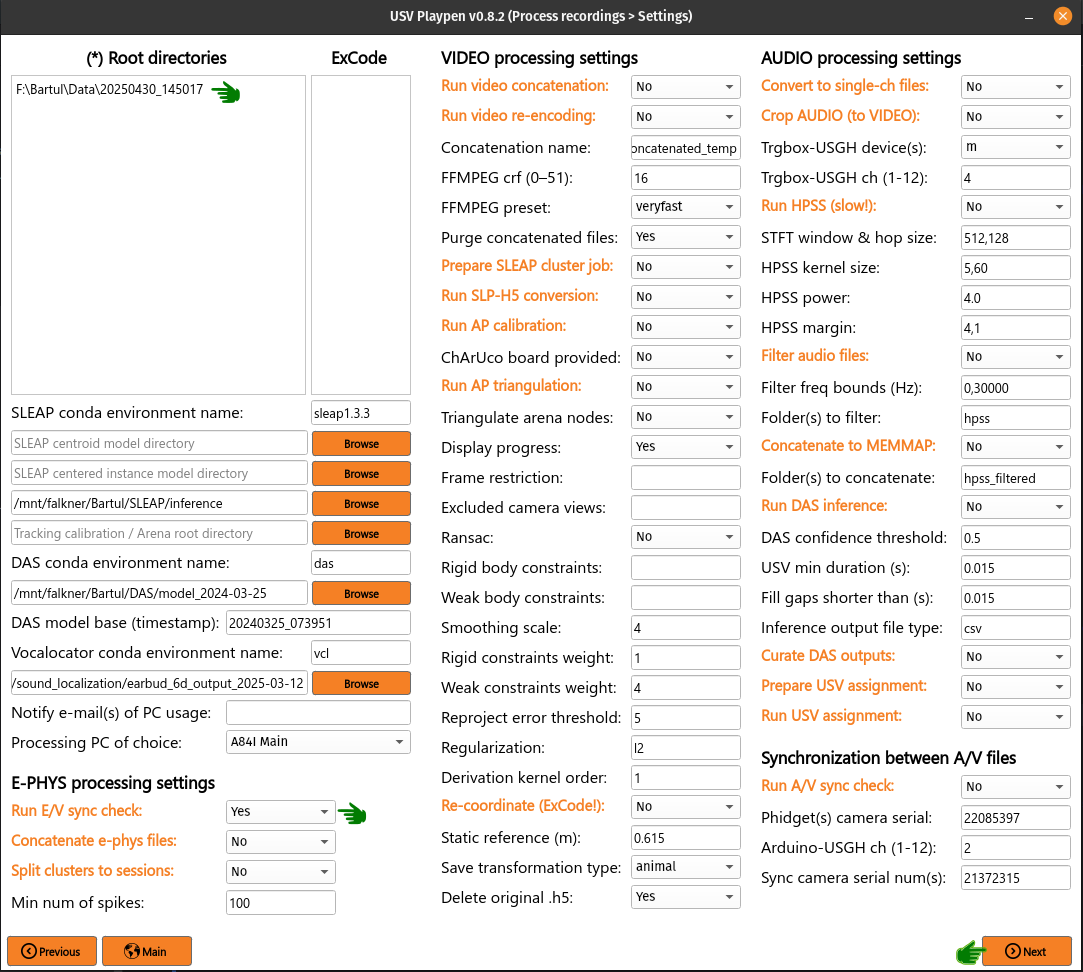 USV Playpen v0.8.2 (Process recordings > Settings)
(*) Root directories
ExCode
F:\Bartul\Data\20250430_145017
SLEAP conda environment name:
sleap1.3.3
SLEAP centroid model directory
Browse
SLEAP centered instance model directory
Browse
/mnt/falkner/Bartul/SLEAP/inference
Browse
Tracking calibration / Arena root directory
Browse
DAS conda environment name:
das
/mnt/falkner/Bartul/DAS/model_2024-03-25
Browse
DAS model base (timestamp):
20240325_073951
Vocalocator conda environment name:
vcl
/sound_localization/earbud_6d_output_2025-03-12
Browse
Notify e-mail(s) of PC usage:
Processing PC of choice:
A84I Main
E-PHYS processing settings
Run E/V sync check:
Yes
Concatenate e-phys files:
No
Split clusters to sessions:
No
Min num of spikes:
100
VIDEO processing settings
Run video concatenation:
No
Run video re-encoding:
No
Concatenation name:
oncatenated_temp
FFMPEG crf (0–51):
16
FFMPEG preset:
veryfast
Purge concatenated files:
Yes
Prepare SLEAP cluster job:
No
Run SLP-H5 conversion:
No
Run AP calibration:
No
ChArUco board provided:
No
Run AP triangulation:
No
Triangulate arena nodes:
No
Display progress:
Yes
Frame restriction:
Excluded camera views:
Ransac:
No
Rigid body constraints:
Weak body constraints:
Smoothing scale:
4
Rigid constraints weight:
1
Weak constraints weight:
4
Reproject error threshold:
5
Regularization:
l2
Derivation kernel order:
1
Re-coordinate (ExCode!):
No
Static reference (m):
0.615
Save transformation type:
animal
Delete original .h5:
Yes
AUDIO processing settings
Convert to single-ch files:
No
Crop AUDIO (to VIDEO):
No
Trgbox-USGH device(s):
m
Trgbox-USGH ch (1-12):
4
Run HPSS (slow!):
No
STFT window & hop size:
512,128
HPSS kernel size:
5,60
HPSS power:
4.0
HPSS margin:
4,1
Filter audio files:
No
Filter freq bounds (Hz):
0,30000
Folder(s) to filter:
hpss
Concatenate to MEMMAP:
No
Folder(s) to concatenate:
hpss_filtered
Run DAS inference:
No
DAS confidence threshold:
0.5
USV min duration (s):
0.015
Fill gaps shorter than (s):
0.015
Inference output file type:
csv
Curate DAS outputs:
No
Prepare USV assignment:
No
Run USV assignment:
No
Synchronization between A/V files
Run A/V sync check:
No
Phidget(s) camera serial:
22085397
Arduino-USGH ch (1-12):
2
Sync camera serial num(s):
21372315
Previous
Main
Next